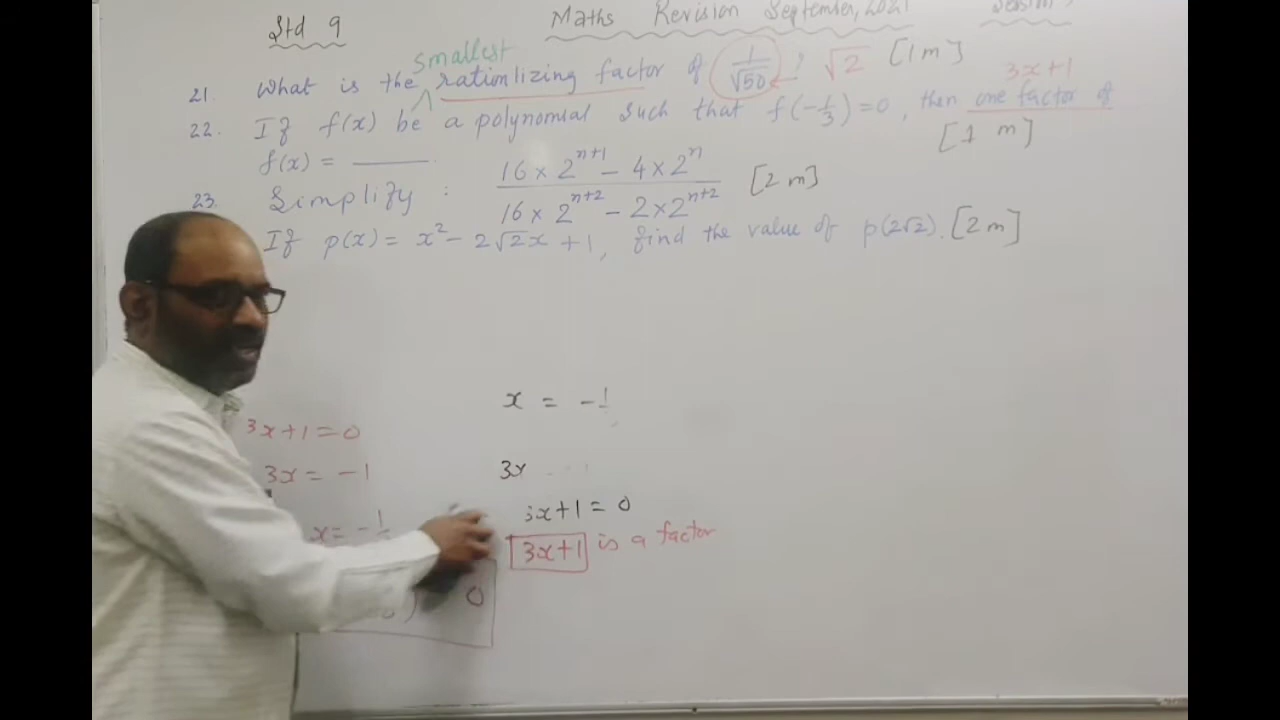 Std 9 Maths Revision September, 2021
smallest
21. What is the rationlizing factor of 1/√50 ? √2 [1 m]
3x+1
22. If f(x) be a polynomial such that f(-1/3)=0, then one factor of
f(x) = ______. [1 m]
23. Simplify : (16 × 2^(n+1) - 4 × 2^n) / (16 × 2^(n+2) - 2 × 2^(n+2)) [2 m]
If p(x) = x² - 2√2x + 1, find the value of p(2√2). [2 m]
x = -1
3x+1=0
3x = -1
3x
3x+1 = 0
x = -1
3x+1 is a factor
0